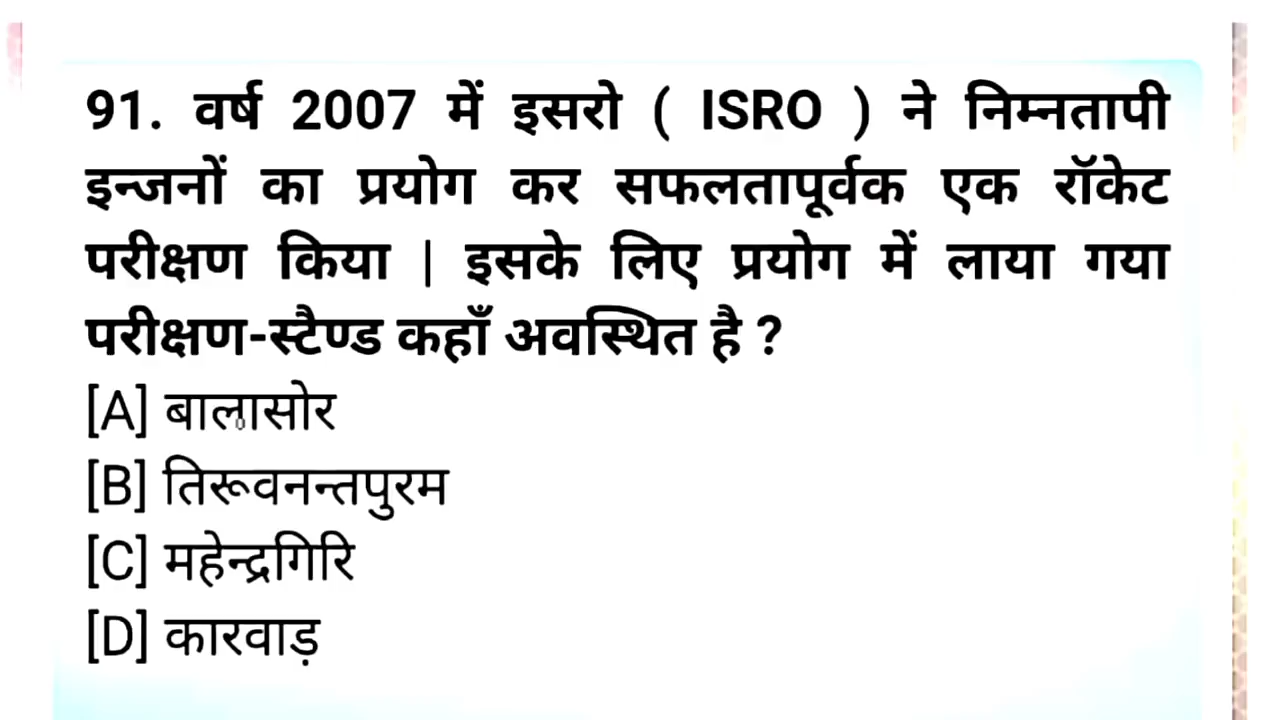 91. वर्ष 2007 में इसरो ( ISRO ) ने निम्नतापी
इन्जनों का प्रयोग कर सफलतापूर्वक एक रॉकेट
परीक्षण किया | इसके लिए प्रयोग में लाया गया
परीक्षण-स्टैण्ड कहाँ अवस्थित है ?
[A] बालासोर
[B] तिरूवनन्तपुरम
[C] महेन्द्रगिरि
[D] कारवाड़